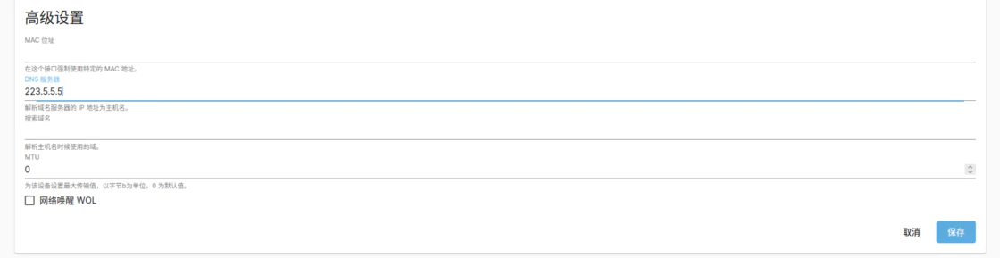 高级设置
MAC 位址
在这个接口强制使用特定的 MAC 地址。
DNS 服务器
223.5.5.5
解析域名服务器的 IP 地址为主机名。
搜索域名
解析主机名时候使用的域。
MTU
0
为该设备设置最大传输值，以字节b为单位，0 为默认值。
网络唤醒 WOL
取消 保存